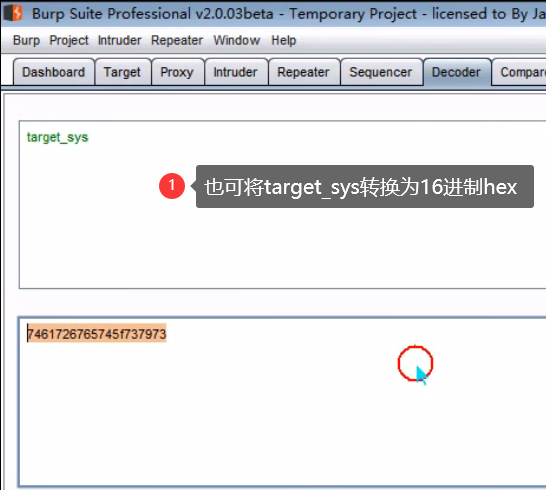 Burp Suite Professional v2.0.03beta - Temporary Project - licensed to By Ja
Burp Project Intruder Repeater Window Help
Dashboard Target Proxy Intruder Repeater Sequencer Decoder Compare
target_sys
1 也可将target_sys转换为16进制hex
7461726765745f737973